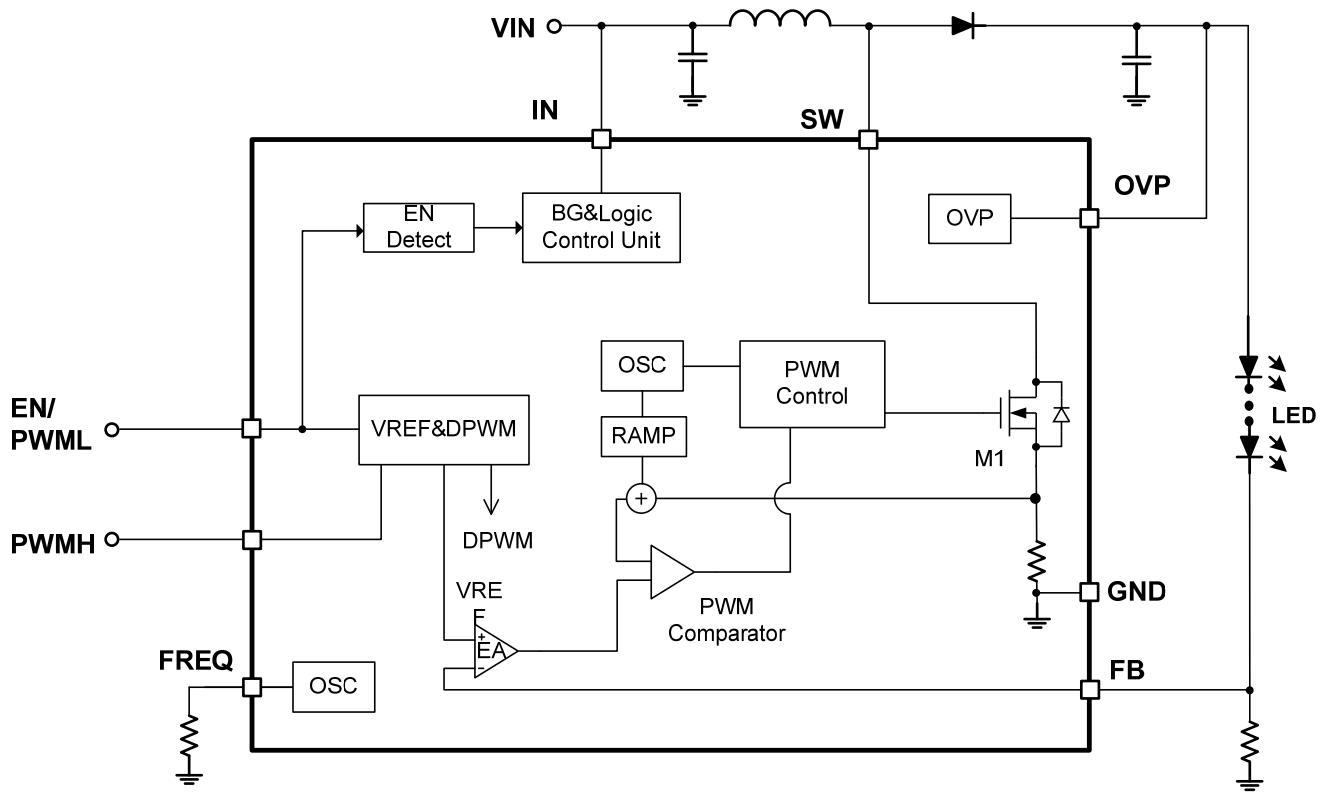 VIN
IN
SW
OVP
OVP
EN
Detect
BG&Logic
Control Unit
OSC
PWM
Control
RAMP
EN/
PWML
VREF&DPWM
LED
M1
+
PWMH
DPWM
VRE
F
PWM
Comparator
GND
+
EA
-
FREQ
OSC
FB